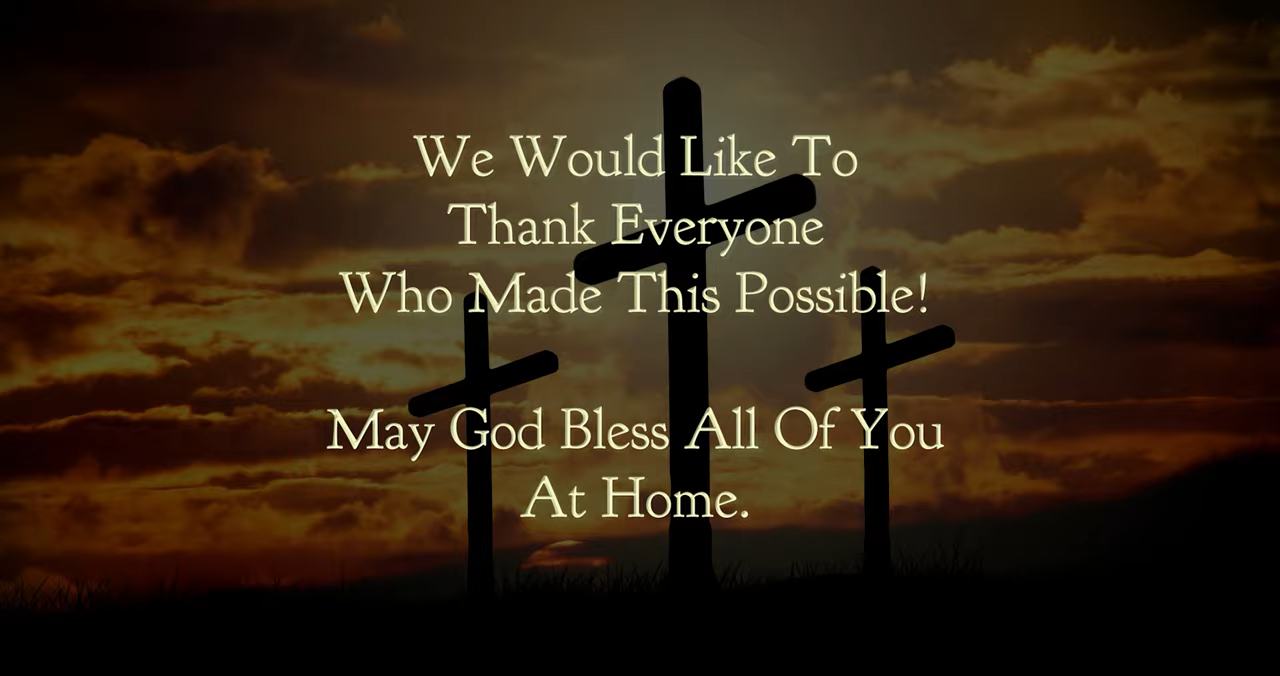 We Would Like To
Thank Everyone
Who Made This Possible!
May God Bless All Of You
At Home.